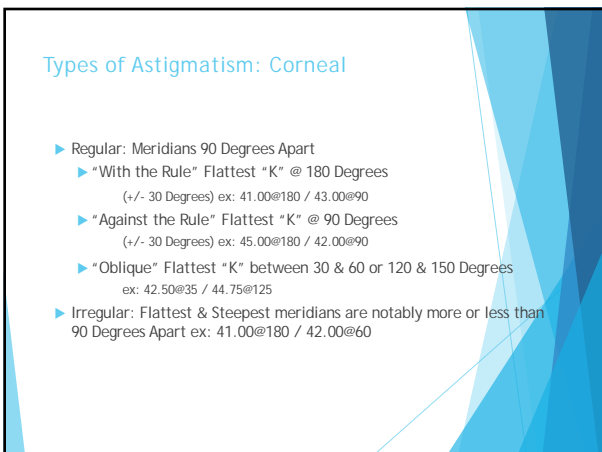 Types of Astigmatism: Corneal
Regular: Meridians 90 Degrees Apart
"With the Rule" Flattest "K" @ 180 Degrees
(+/- 30 Degrees) ex: 41.00@180 / 43.00@90
"Against the Rule" Flattest "K" @ 90 Degrees
(+/- 30 Degrees) ex: 45.00@180 / 42.00@90
"Oblique" Flattest "K" between 30 & 60 or 120 & 150 Degrees
ex: 42.50@35 / 44.75@125
Irregular: Flattest & Steepest meridians are notably more or less than
90 Degrees Apart ex: 41.00@180 / 42.00@60